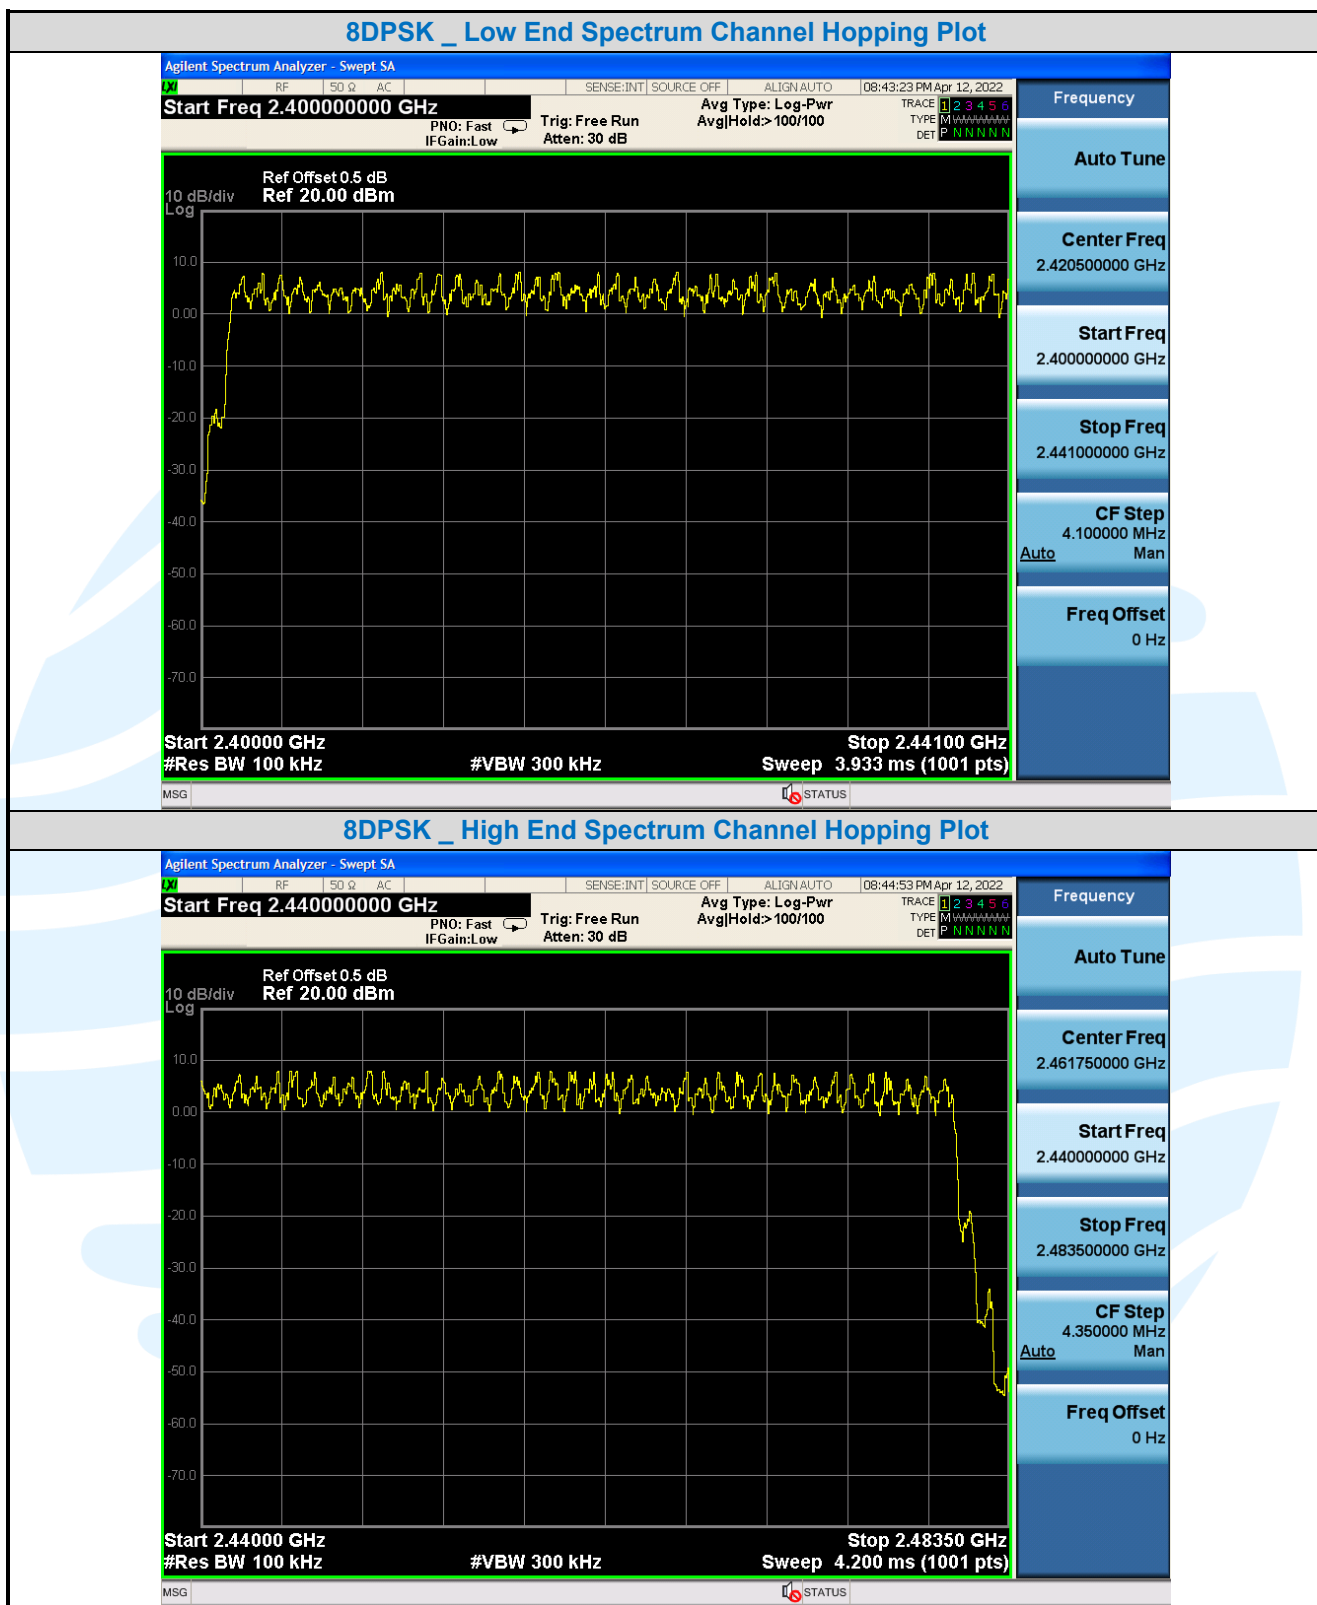 8DPSK _ Low End Spectrum Channel Hopping Plot
Agilent Spectrum Analyzer - Swept SA
LXI RF 50 Ω AC SENSE:INT SOURCE OFF ALIGN AUTO 08:43:23 PM Apr 12, 2022
Start Freq 2.400000000 GHz
PNO: Fast
IFGain:Low
Trig: Free Run
Atten: 30 dB
Avg Type: Log-Pwr
Avg|Hold:>100/100
TRACE 1 2 3 4 5 6
TYPE M
DET P N N N N N
Ref Offset 0.5 dB
10 dB/div Ref 20.00 dBm
Log
10.0
0.00
-10.0
-20.0
-30.0
-40.0
-50.0
-60.0
-70.0
Start 2.40000 GHz Stop 2.44100 GHz
#Res BW 100 kHz #VBW 300 kHz Sweep 3.933 ms (1001 pts)
MSG STATUS
Frequency
Auto Tune
Center Freq
2.420500000 GHz
Start Freq
2.400000000 GHz
Stop Freq
2.441000000 GHz
CF Step
4.100000 MHz
Auto Man
Freq Offset
0 Hz
8DPSK _ High End Spectrum Channel Hopping Plot
Agilent Spectrum Analyzer - Swept SA
LXI RF 50 Ω AC SENSE:INT SOURCE OFF ALIGN AUTO 08:44:53 PM Apr 12, 2022
Start Freq 2.440000000 GHz
PNO: Fast
IFGain:Low
Trig: Free Run
Atten: 30 dB
Avg Type: Log-Pwr
Avg|Hold:>100/100
TRACE 1 2 3 4 5 6
TYPE M
DET P N N N N N
Ref Offset 0.5 dB
10 dB/div Ref 20.00 dBm
Log
10.0
0.00
-10.0
-20.0
-30.0
-40.0
-50.0
-60.0
-70.0
Start 2.44000 GHz Stop 2.48350 GHz
#Res BW 100 kHz #VBW 300 kHz Sweep 4.200 ms (1001 pts)
MSG STATUS
Frequency
Auto Tune
Center Freq
2.461750000 GHz
Start Freq
2.440000000 GHz
Stop Freq
2.483500000 GHz
CF Step
4.350000 MHz
Auto Man
Freq Offset
0 Hz